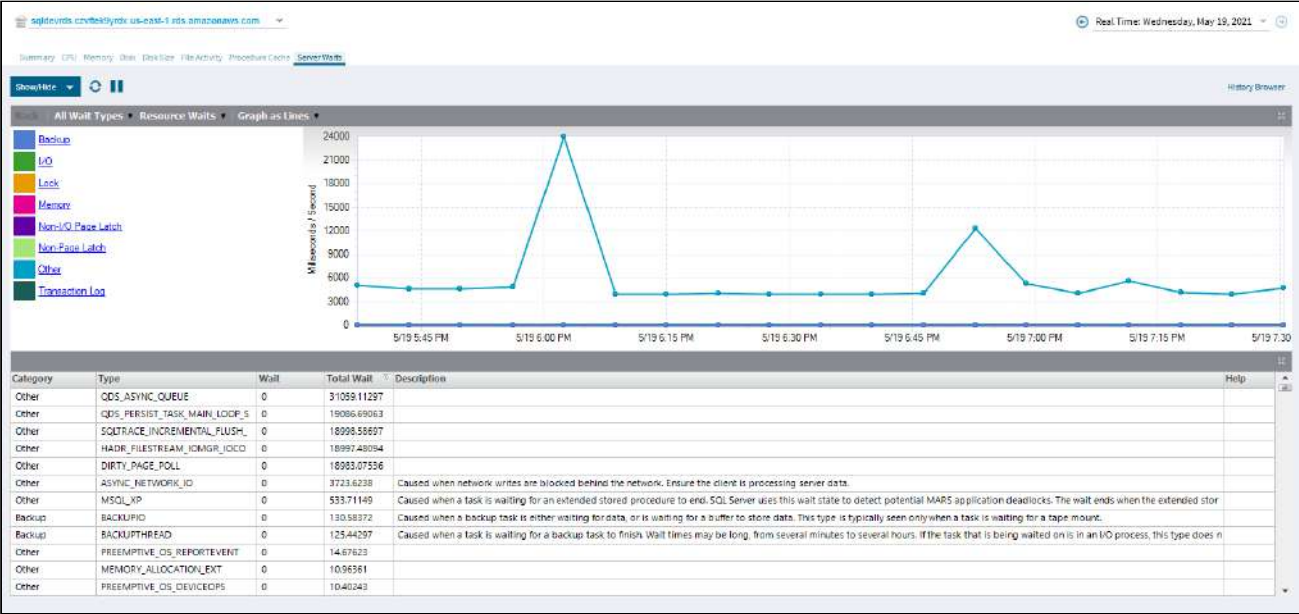 sqldevrds.czvftek9yrdx.us-east-1.rds.amazonaws.com
Real Time: Wednesday, May 19, 2021
Summary CPU Memory Disk Disk Size File Activity Procedure Cache Server Waits
Show/Hide
History Browser
Back All Wait Types Resource Waits Graph as Lines
Backup
I/O
Lock
Memory
Non-I/O Page Latch
Non-Page Latch
Other
Transaction Log
Milliseconds / Second
24000
21000
18000
15000
12000
9000
6000
3000
0
5/19 5:45 PM 5/19 6:00 PM 5/19 6:15 PM 5/19 6:30 PM 5/19 6:45 PM 5/19 7:00 PM 5/19 7:15 PM 5/19 7:30
Category Type Wait Total Wait Description Help
Other QDS_ASYNC_QUEUE 0 31059.11297
Other QDS_PERSIST_TASK_MAIN_LOOP_S 0 19086.69063
Other SQLTRACE_INCREMENTAL_FLUSH_ 0 18998.58697
Other HADR_FILESTREAM_IOMGR_IOCO 0 18997.48094
Other DIRTY_PAGE_POLL 0 18983.07536
Other ASYNC_NETWORK_IO 0 3723.6238 Caused when network writes are blocked behind the network. Ensure the client is processing server data.
Other MSQL_XP 0 533.71149 Caused when a task is waiting for an extended stored procedure to end. SQL Server uses this wait state to detect potential MARS application deadlocks. The wait ends when the extended stor
Backup BACKUPIO 0 130.58372 Caused when a backup task is either waiting for data, or is waiting for a buffer to store data. This type is typically seen only when a task is waiting for a tape mount.
Backup BACKUPTHREAD 0 125.44297 Caused when a task is waiting for a backup task to finish. Wait times may be long, from several minutes to several hours. If the task that is being waited on is in an I/O process, this type does n
Other PREEMPTIVE_OS_REPORTEVENT 0 14.67623
Other MEMORY_ALLOCATION_EXT 0 10.96361
Other PREEMPTIVE_OS_DEVICEOPS 0 10.40243